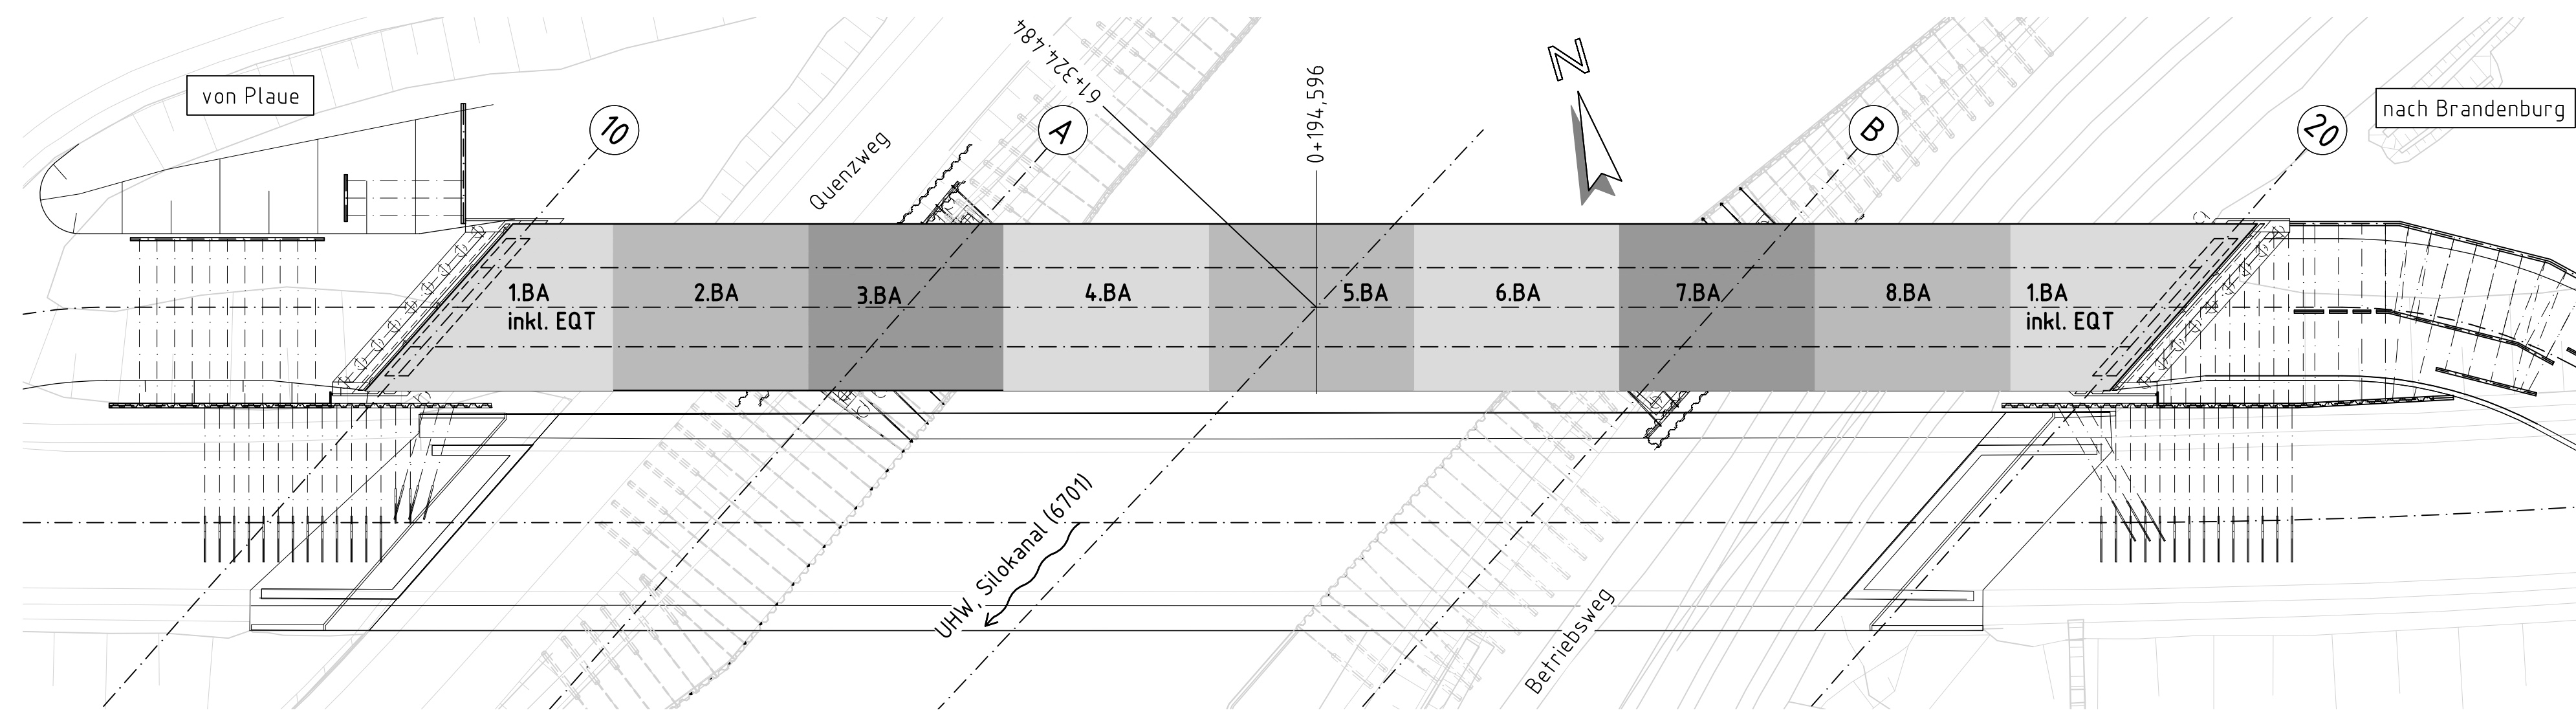 von Plaue
nach Brandenburg
10
A
B
20
N
61+324.484
0+194,596
Quenzweg
1.BA
inkl. EQT
2.BA
3.BA
4.BA
5.BA
6.BA
7.BA
8.BA
1.BA
inkl. EQT
UHW, Silokanal (6701)
Betriebsweg